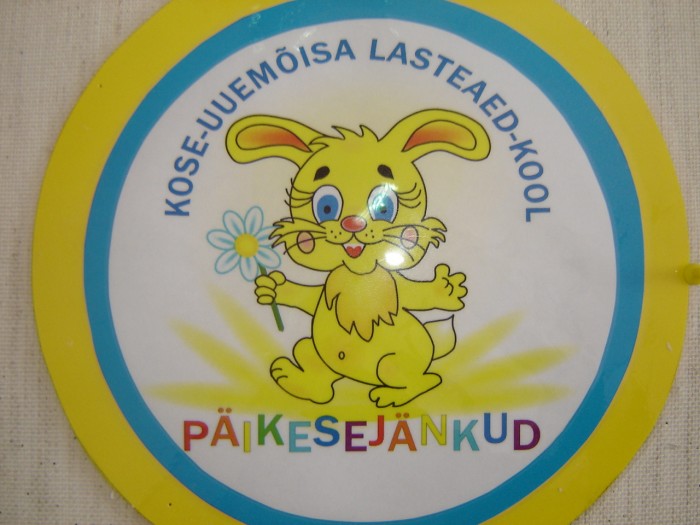 KOSE-UUEMÕISA LASTEAED-KOOL
PÄIKESEJÄNKUD